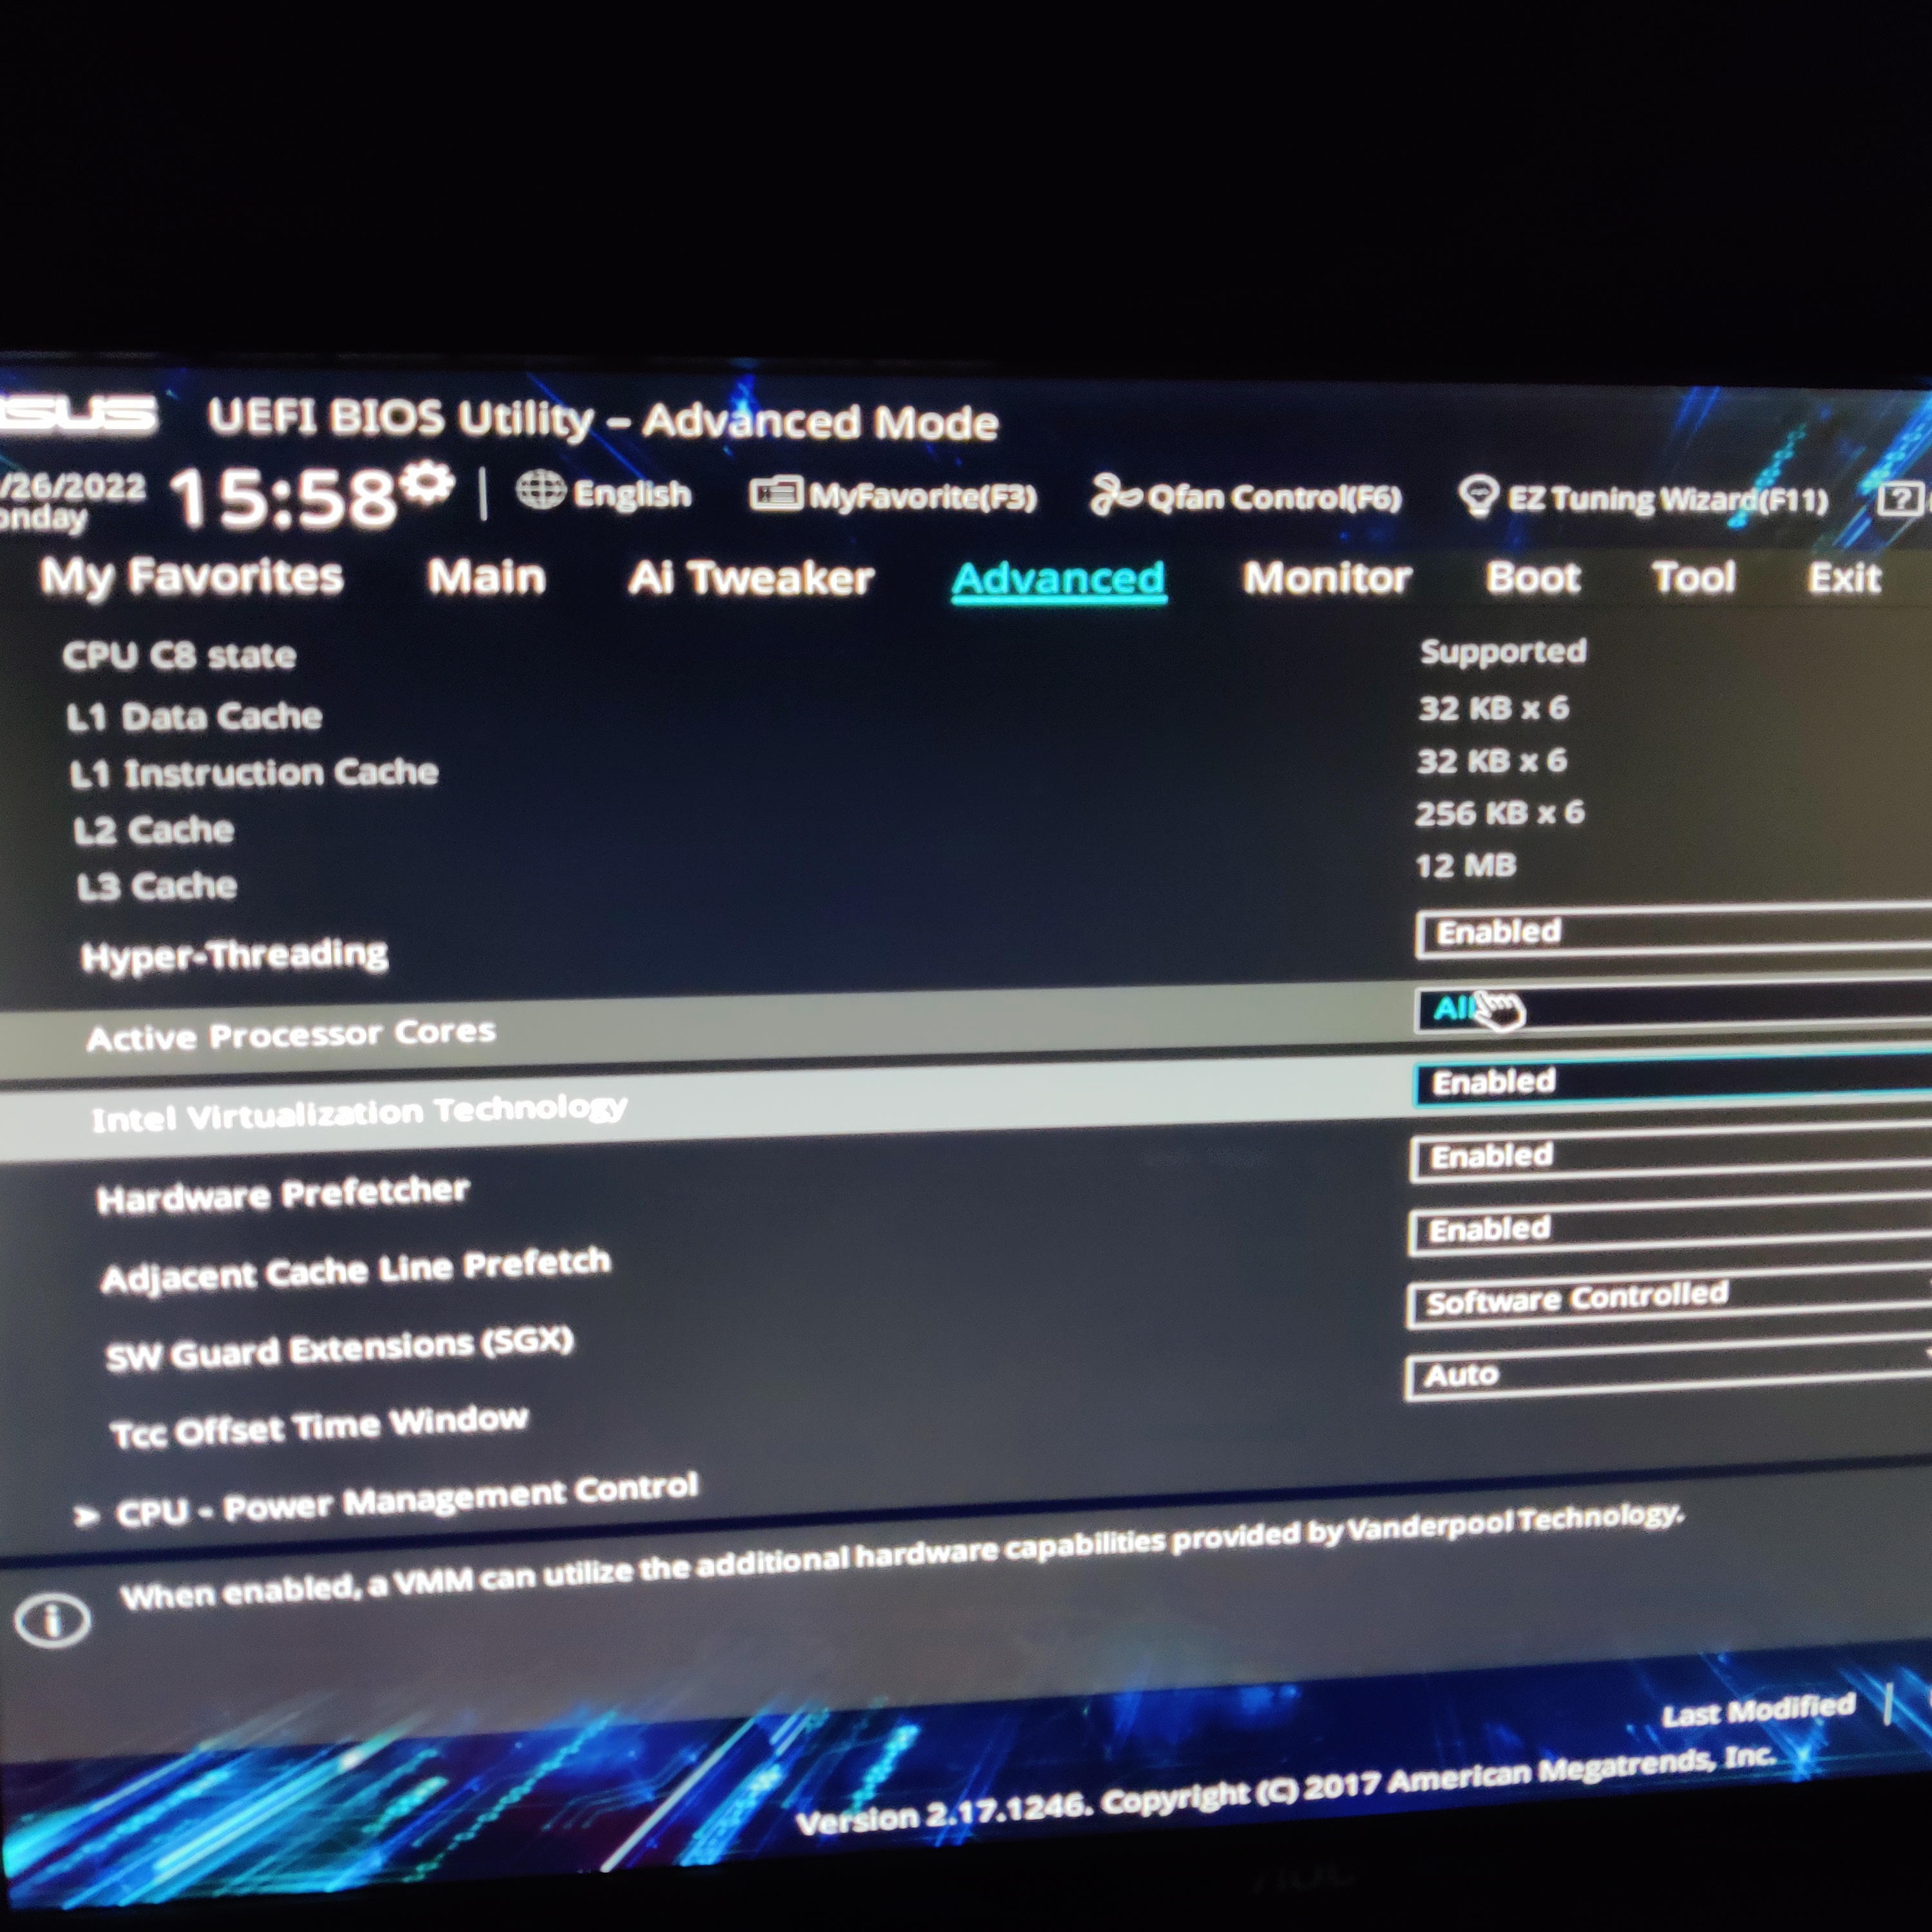 ASUS UEFI BIOS Utility – Advanced Mode
/26/2022 15:58 English MyFavorite(F3) Qfan Control(F6) EZ Tuning Wizard(F11) ?
onday
My Favorites Main Ai Tweaker Advanced Monitor Boot Tool Exit
CPU C8 state Supported
L1 Data Cache 32 KB x 6
L1 Instruction Cache 32 KB x 6
L2 Cache 256 KB x 6
L3 Cache 12 MB
Hyper-Threading Enabled
Active Processor Cores All
Intel Virtualization Technology Enabled
Hardware Prefetcher Enabled
Adjacent Cache Line Prefetch Enabled
SW Guard Extensions (SGX) Software Controlled
Tcc Offset Time Window Auto
> CPU - Power Management Control
i When enabled, a VMM can utilize the additional hardware capabilities provided by Vanderpool Technology.
Last Modified
Version 2.17.1246. Copyright (C) 2017 American Megatrends, Inc.
AOC